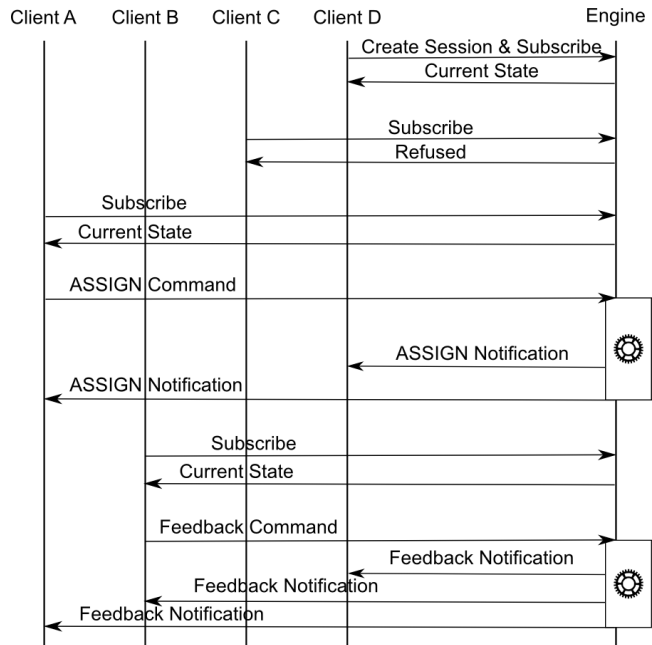 Client A Client B Client C Client D Engine
Create Session & Subscribe
Current State
Subscribe
Refused
Subscribe
Current State
ASSIGN Command
ASSIGN Notification
ASSIGN Notification
Subscribe
Current State
Feedback Command
Feedback Notification
Feedback Notification
Feedback Notification